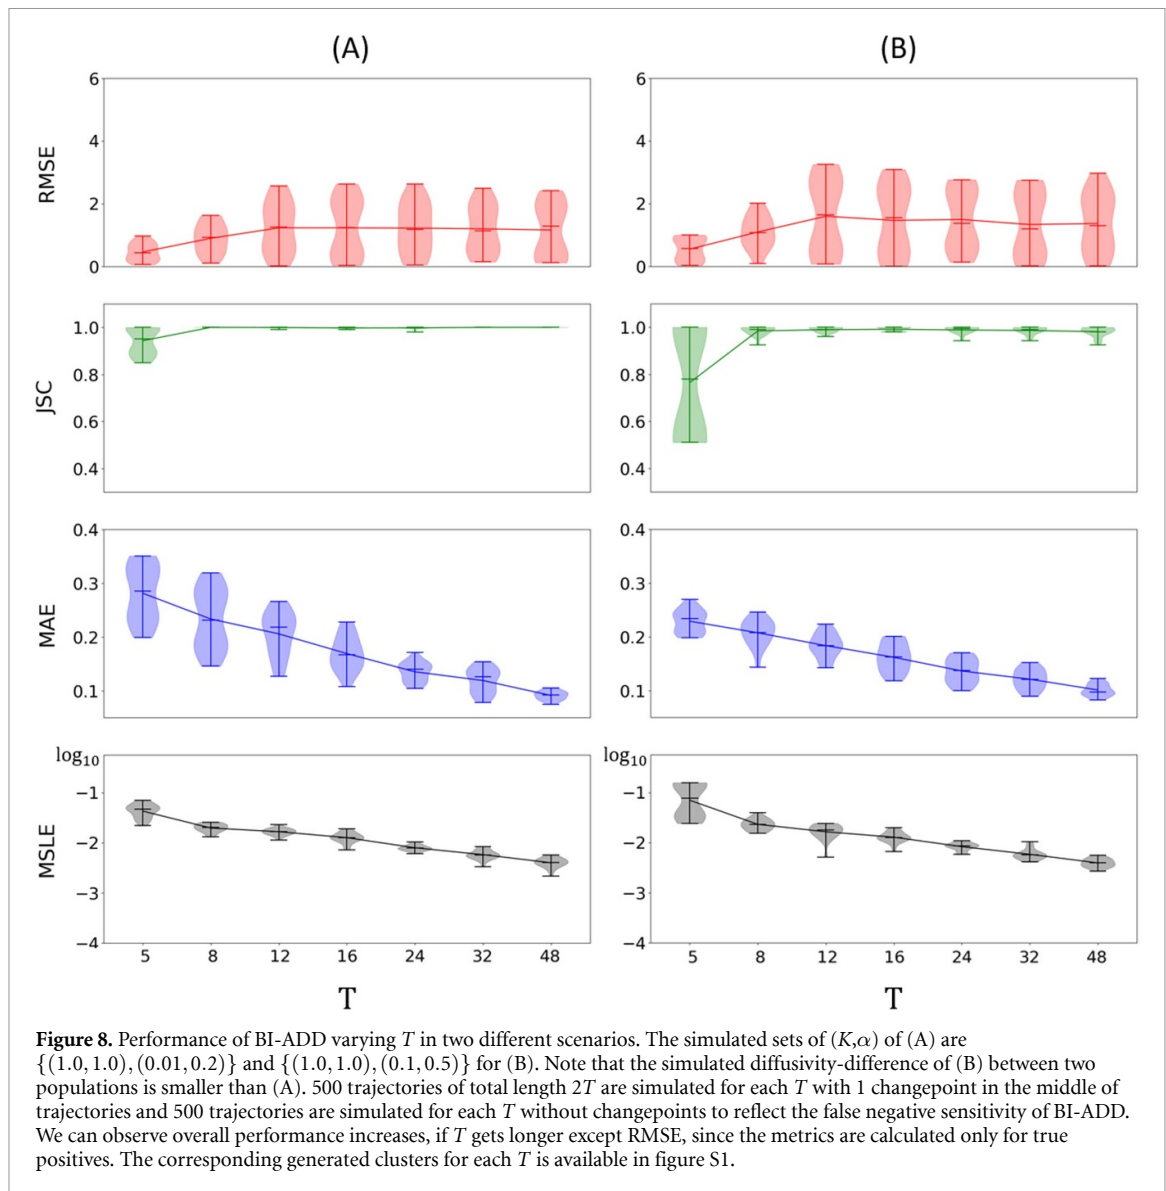 (A)
(B)
RMSE
6
4
2
0
6
4
2
0
JSC
1.0
0.8
0.6
0.4
1.0
0.8
0.6
0.4
MAE
0.4
0.3
0.2
0.1
0.4
0.3
0.2
0.1
MSLE
log10
−1
−2
−3
−4
log10
−1
−2
−3
−4
5 8 12 16 24 32 48
5 8 12 16 24 32 48
T
T
Figure 8. Performance of BI-ADD varying T in two different scenarios. The simulated sets of (K,α) of (A) are
{(1.0, 1.0), (0.01, 0.2)} and {(1.0, 1.0), (0.1, 0.5)} for (B). Note that the simulated diffusivity-difference of (B) between two
populations is smaller than (A). 500 trajectories of total length 2T are simulated for each T with 1 changepoint in the middle of
trajectories and 500 trajectories are simulated for each T without changepoints to reflect the false negative sensitivity of BI-ADD.
We can observe overall performance increases, if T gets longer except RMSE, since the metrics are calculated only for true
positives. The corresponding generated clusters for each T is available in figure S1.